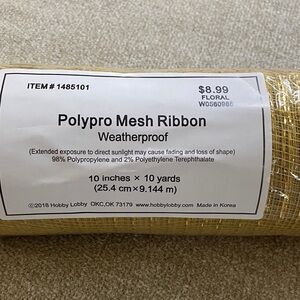 ITEM # 1485101
$8.99
FLORAL
W0560986
Polypro Mesh Ribbon
Weatherproof
(Extended exposure to direct sunlight may cause fading and loss of shape)
98% Polypropylene and 2% Polyethylene Terephthalate
10 inches × 10 yards
(25.4 cm × 9.144 m)
©2018 Hobby Lobby OKC,OK 73179 www.hobbylobby.com Made in Korea